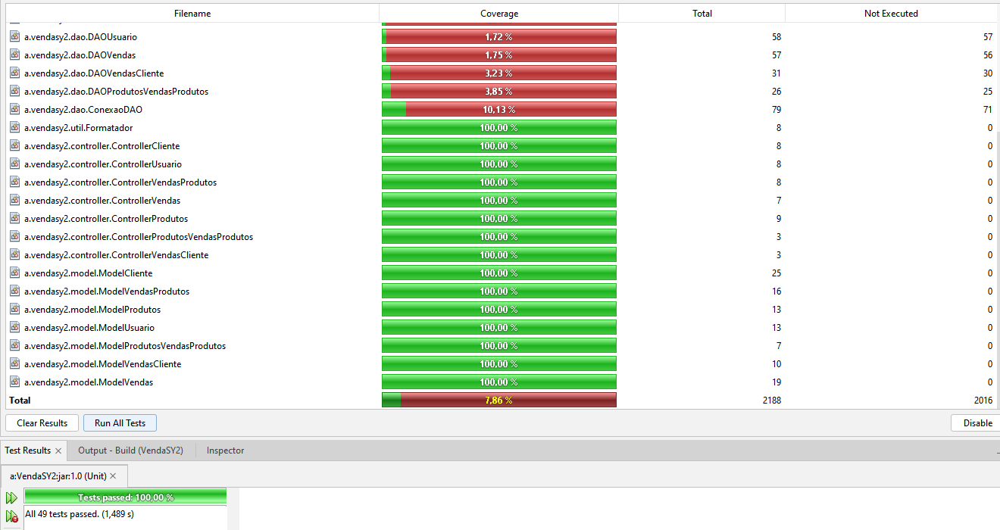 Filename Coverage Total Not Executed
a.vendasy2.dao.DAOUsuario 1,72 % 58 57
a.vendasy2.dao.DAOVendas 1,75 % 57 56
a.vendasy2.dao.DAOVendasCliente 3,23 % 31 30
a.vendasy2.dao.DAOProdutosVendasProdutos 3,85 % 26 25
a.vendasy2.dao.ConexaoDAO 10,13 % 79 71
a.vendasy2.util.Formatador 100,00 % 8 0
a.vendasy2.controller.ControllerCliente 100,00 % 8 0
a.vendasy2.controller.ControllerUsuario 100,00 % 8 0
a.vendasy2.controller.ControllerVendasProdutos 100,00 % 8 0
a.vendasy2.controller.ControllerVendas 100,00 % 7 0
a.vendasy2.controller.ControllerProdutos 100,00 % 9 0
a.vendasy2.controller.ControllerProdutosVendasProdutos 100,00 % 3 0
a.vendasy2.controller.ControllerVendasCliente 100,00 % 3 0
a.vendasy2.model.ModelCliente 100,00 % 25 0
a.vendasy2.model.ModelVendasProdutos 100,00 % 16 0
a.vendasy2.model.ModelProdutos 100,00 % 13 0
a.vendasy2.model.ModelUsuario 100,00 % 13 0
a.vendasy2.model.ModelProdutosVendasProdutos 100,00 % 7 0
a.vendasy2.model.ModelVendasCliente 100,00 % 10 0
a.vendasy2.model.ModelVendas 100,00 % 19 0
Total 7,86 % 2188 2016
Clear Results Run All Tests Disable
Test Results Output - Build (VendaSY2) Inspector
a:VendaSY2:jar:1.0 (Unit)
Tests passed: 100,00 %
All 49 tests passed. (1,489 s)